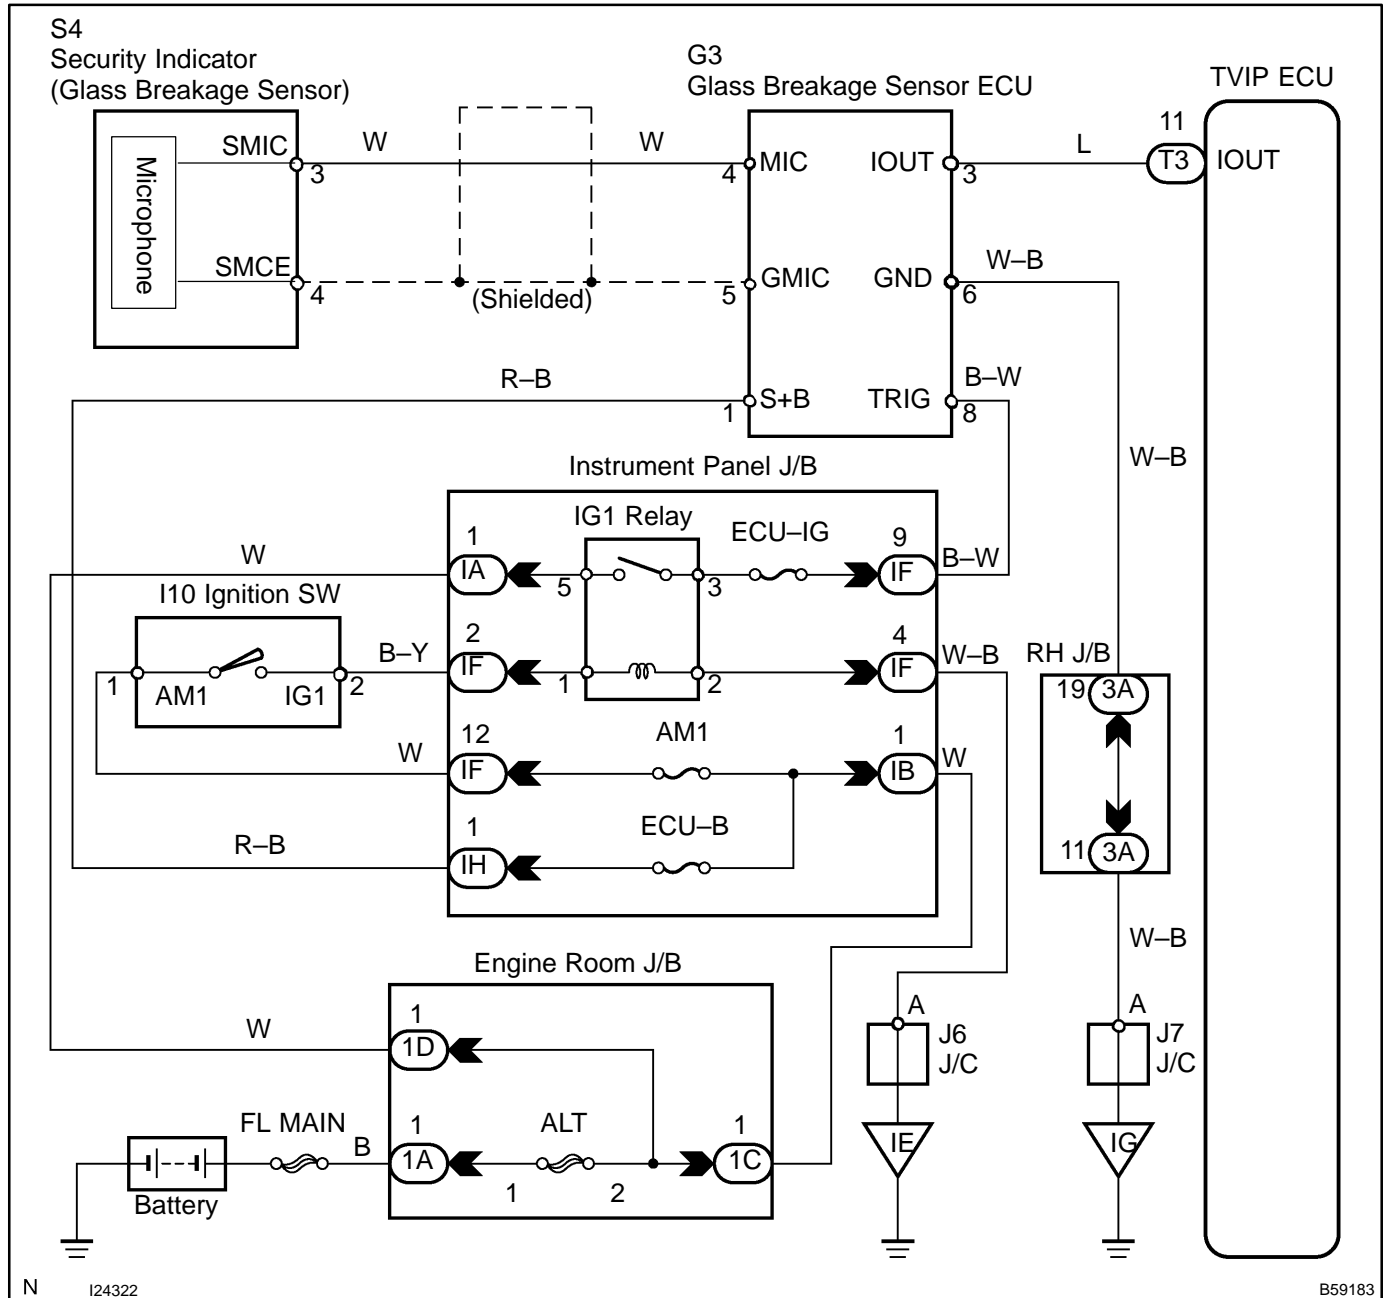 S4
Security Indicator
(Glass Breakage Sensor)
G3
Glass Breakage Sensor ECU
TVIP ECU
Microphone
SMIC
3
W
W
4
MIC
IOUT
3
L
11
T3
IOUT
SMCE
4
(Shielded)
5
GMIC
GND
6
W–B
R–B
1
S+B
TRIG
8
B–W
W–B
Instrument Panel J/B
IG1 Relay
ECU–IG
W
1
IA
5
3
9
IF
B–W
I10 Ignition SW
1
AM1
IG1
2
B–Y
2
IF
1
2
4
IF
W–B
RH J/B
19
3A
W
12
IF
AM1
1
IB
W
R–B
1
IH
ECU–B
11
3A
W–B
Engine Room J/B
W
1
1D
A
J6
J/C
A
J7
J/C
FL MAIN
B
1
1A
ALT
1
2
1
1C
IE
IG
Battery
N
I24322
B59183